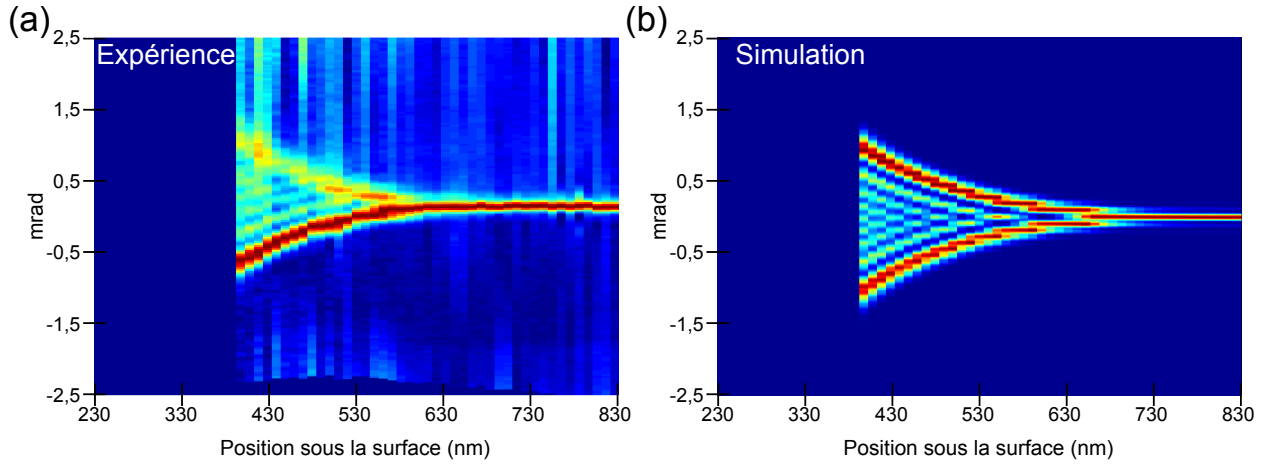 (a)
Expérience
2,5
1,5
0.5
-0.5
-1,5
-2.5
mrad
230 330 430 530 630 730 830
Position sous la surface (nm)
(b)
Simulation
2.5
1,5
0.5
-0.5
-1,5
-2.5
mrad
230 330 430 530 630 730 830
Position sous la surface (nm)